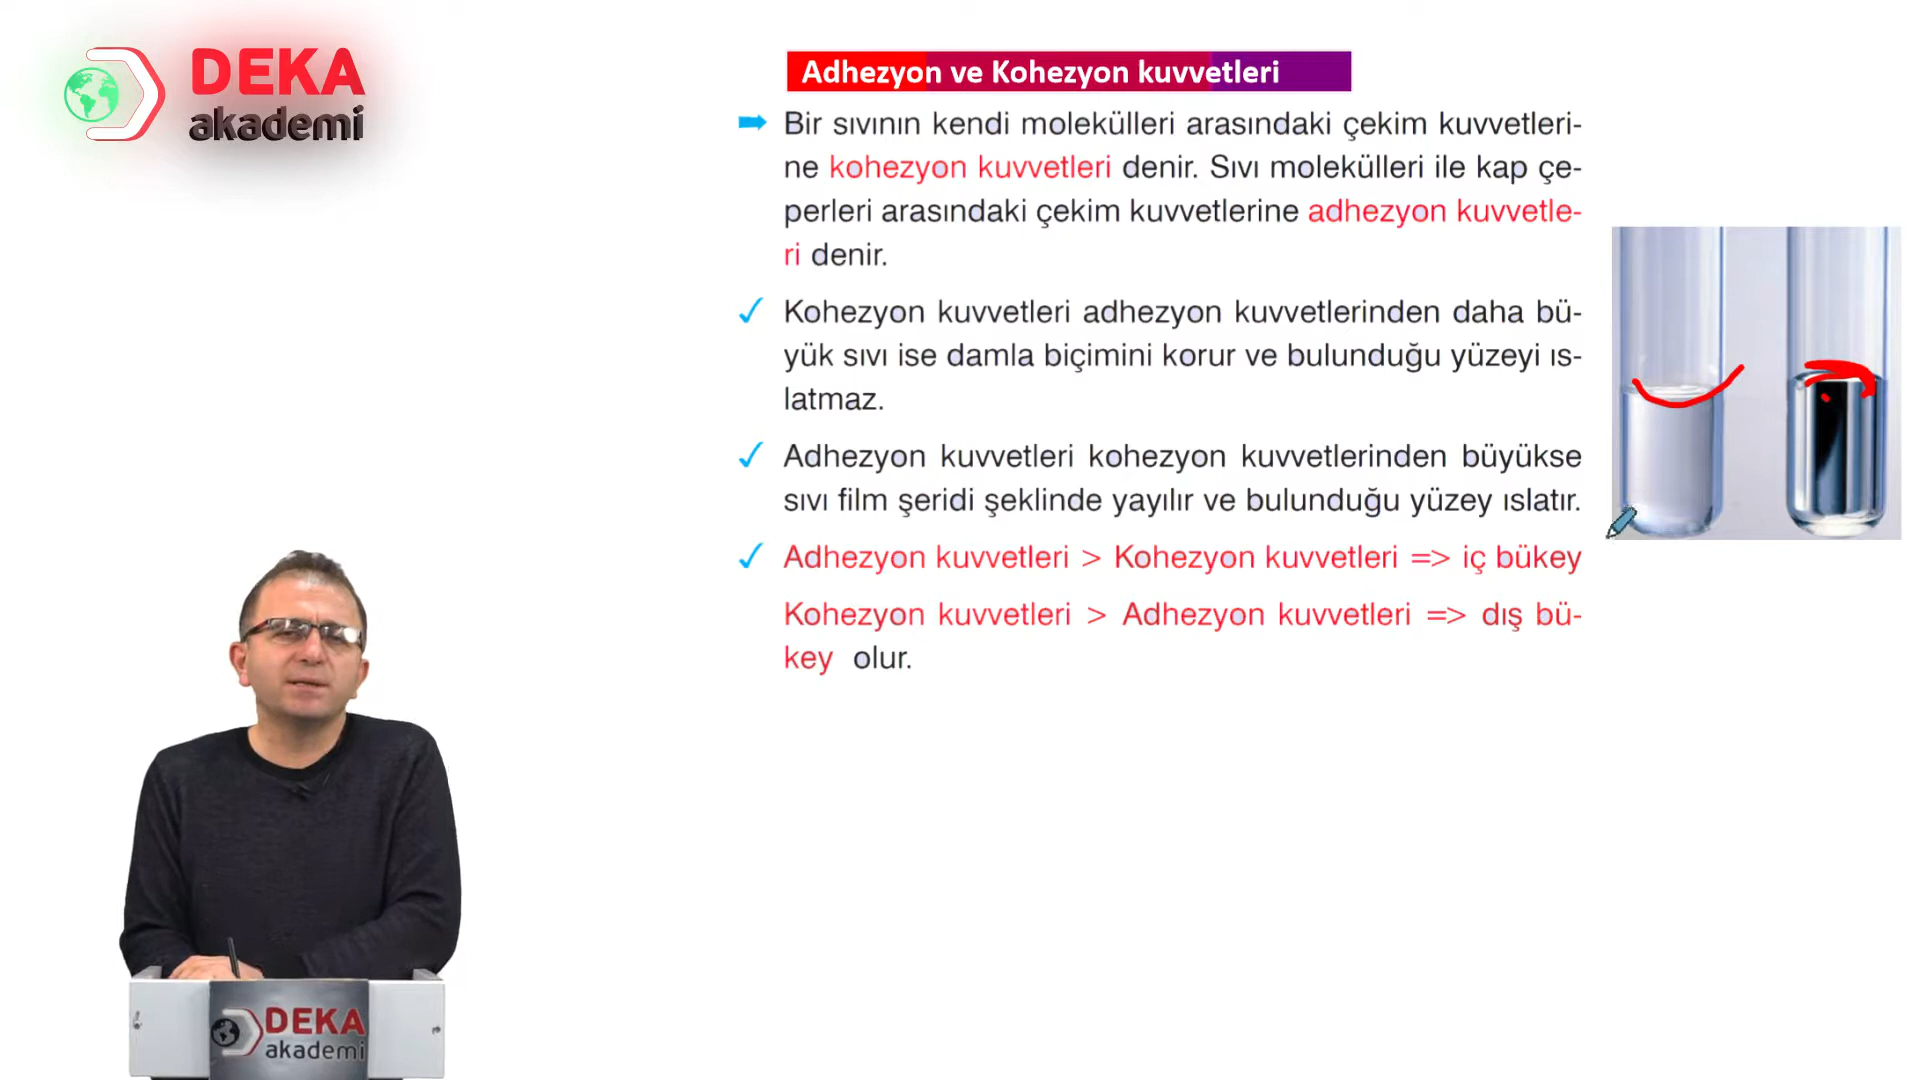 DEKA
akademi
Adhezyon ve Kohezyon kuvvetleri
Bir sıvının kendi molekülleri arasındaki çekim kuvvetleri-
ne kohezyon kuvvetleri denir. Sıvı molekülleri ile kap çe-
perleri arasındaki çekim kuvvetlerine adhezyon kuvvetle-
ri denir.
Kohezyon kuvvetleri adhezyon kuvvetlerinden daha bü-
yük sıvı ise damla biçimini korur ve bulunduğu yüzeyi ıs-
latmaz.
Adhezyon kuvvetleri kohezyon kuvvetlerinden büyükse
sıvı film şeridi şeklinde yayılır ve bulunduğu yüzey ıslatır.
Adhezyon kuvvetleri > Kohezyon kuvvetleri => iç bükey
Kohezyon kuvvetleri > Adhezyon kuvvetleri => dış bü-
key olur.
DEKA
akademi